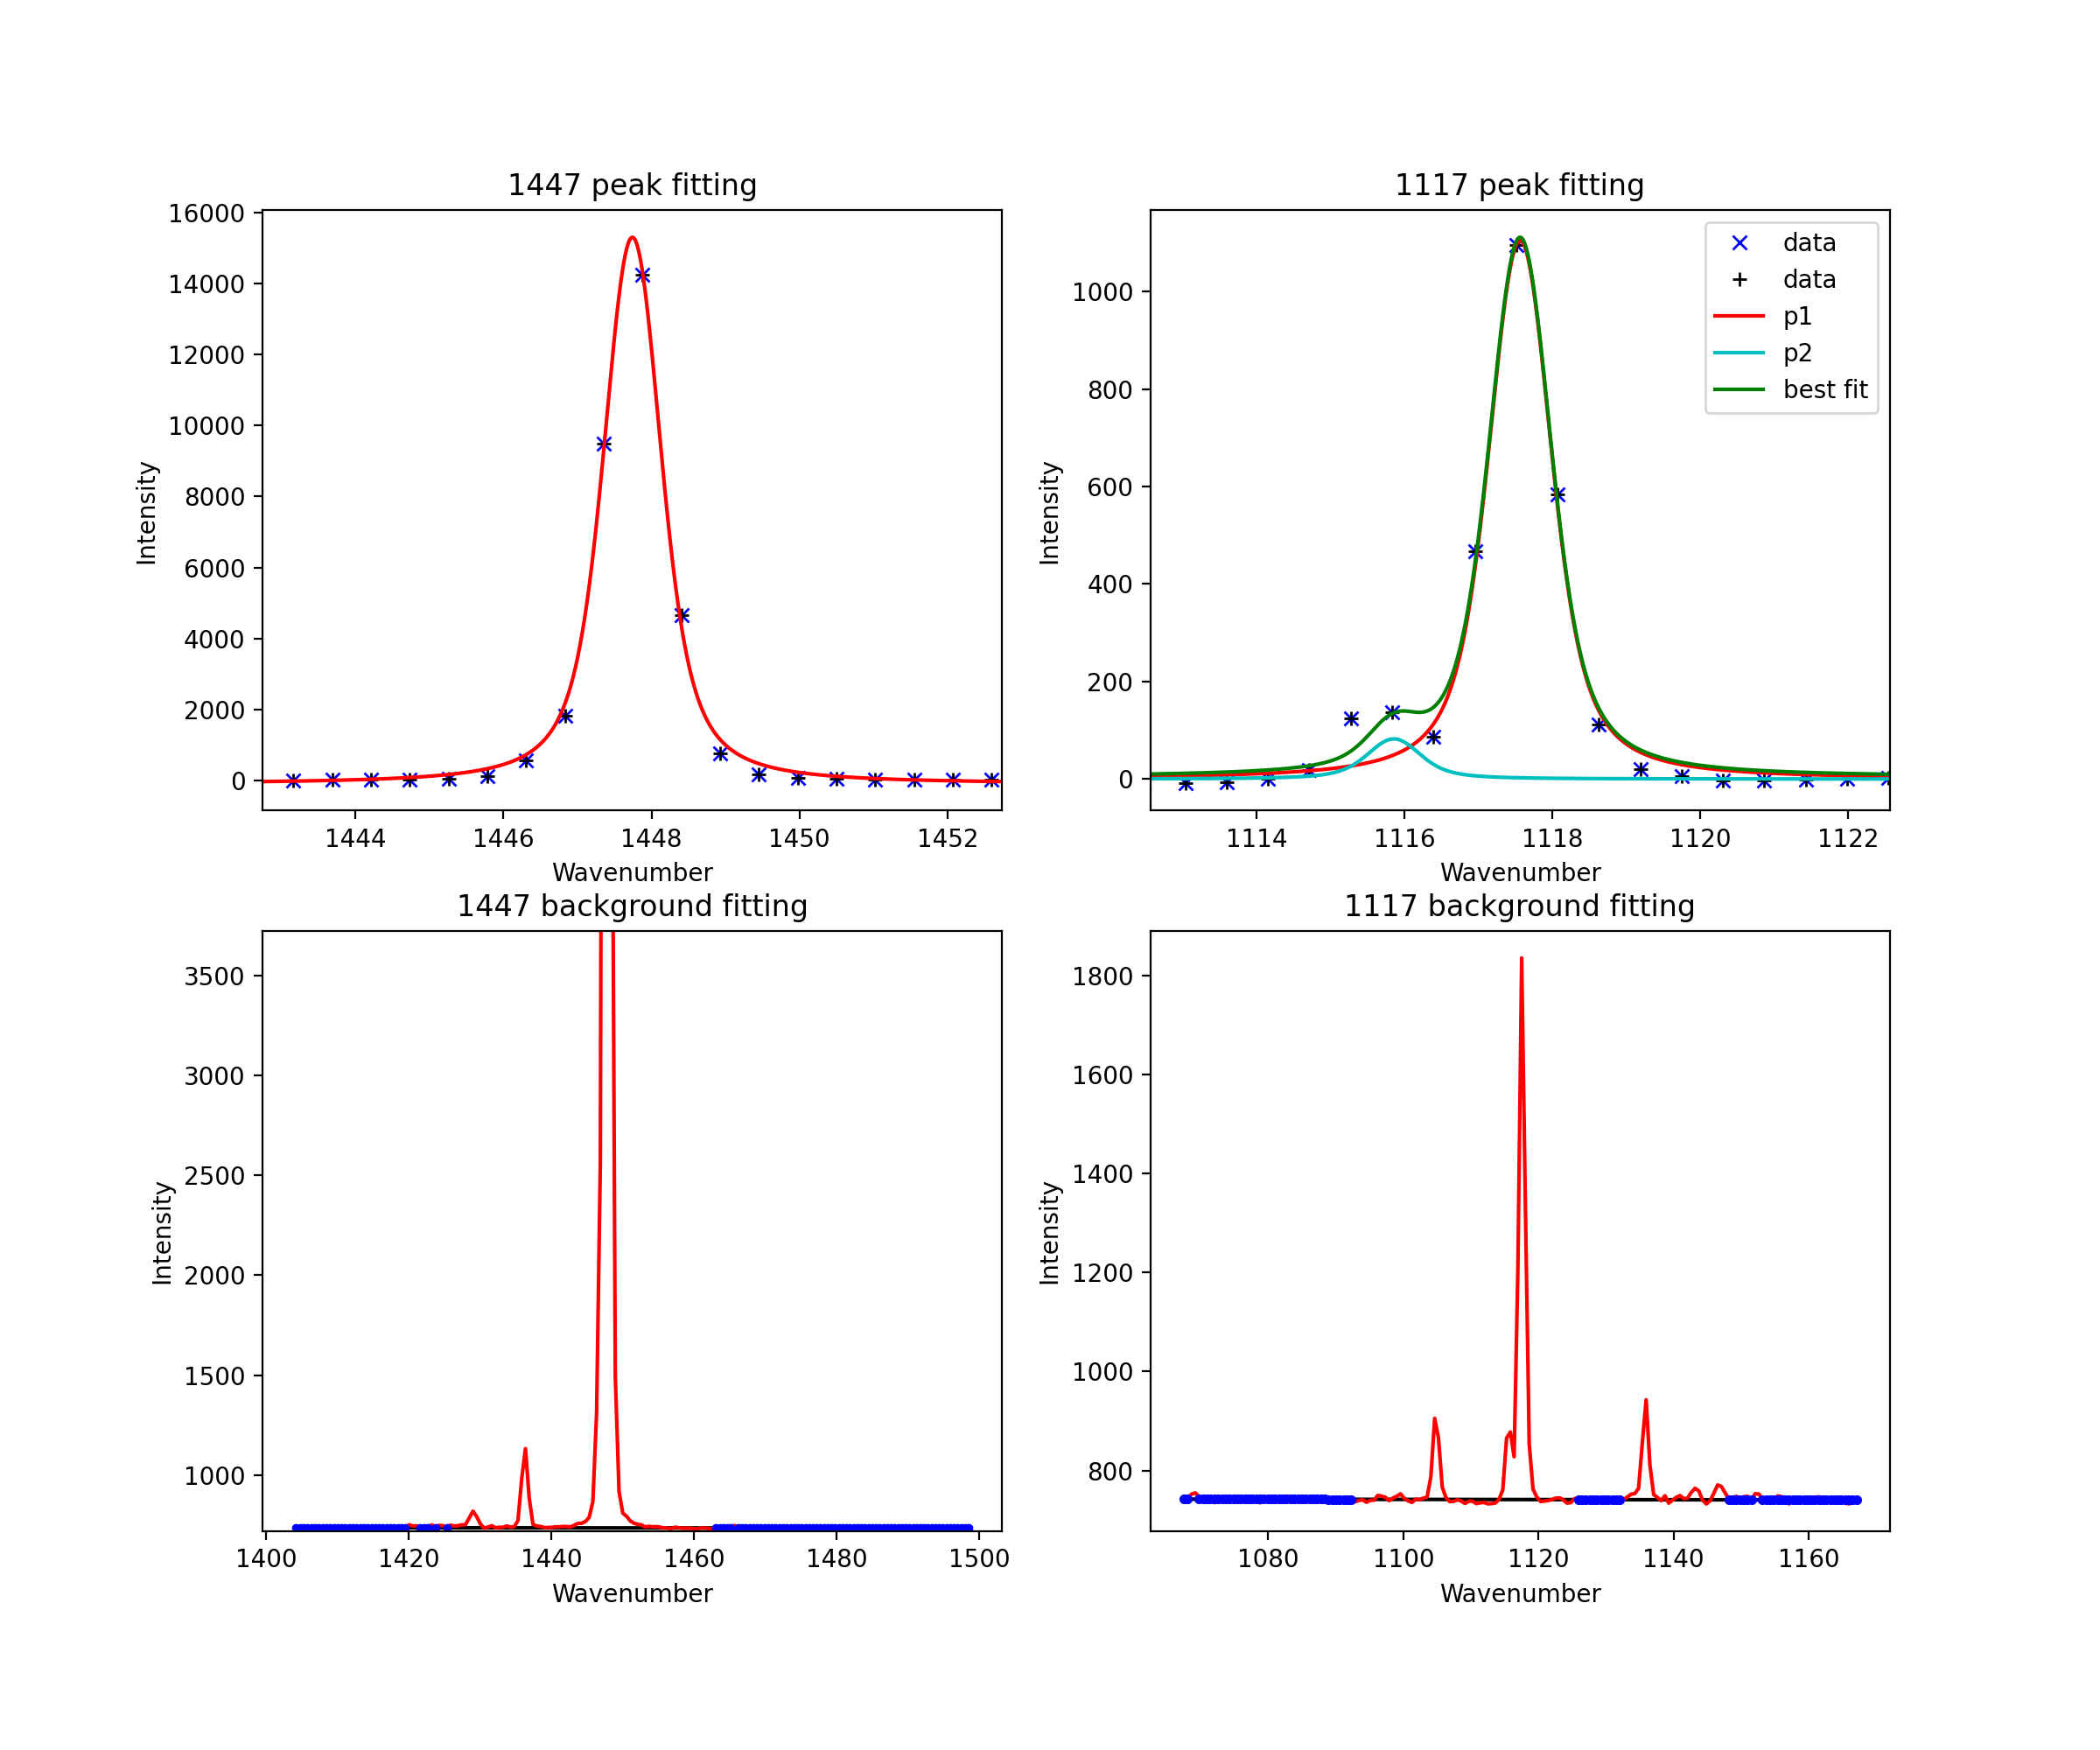 1447 peak fitting
16000
14000
12000
10000
8000
6000
4000
2000
0
Intensity
1444 1446 1448 1450 1452
Wavenumber
1117 peak fitting
1000
800
600
400
200
0
Intensity
data
data
p1
p2
best fit
1114 1116 1118 1120 1122
Wavenumber
1447 background fitting
3500
3000
2500
2000
1500
1000
Intensity
1400 1420 1440 1460 1480 1500
Wavenumber
1117 background fitting
1800
1600
1400
1200
1000
800
Intensity
1080 1100 1120 1140 1160
Wavenumber